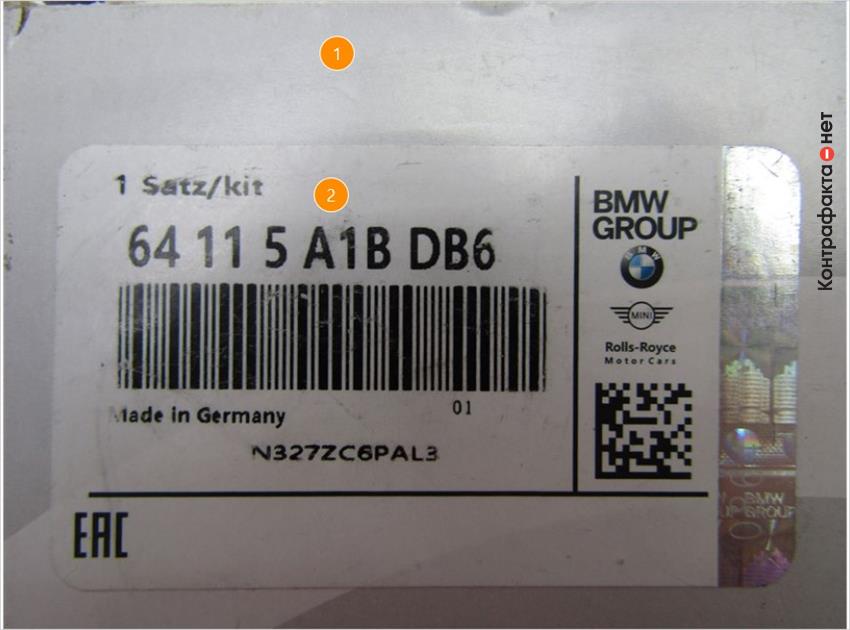 1
1 Satz/kit
2
64 11 5 A1B DB6
Made in Germany
01
N327ZC6PAL3
EAC
BMW
GROUP
BMW
MINI
Rolls-Royce
Motor Cars
BMW
GROUP
Контрафакта-нет